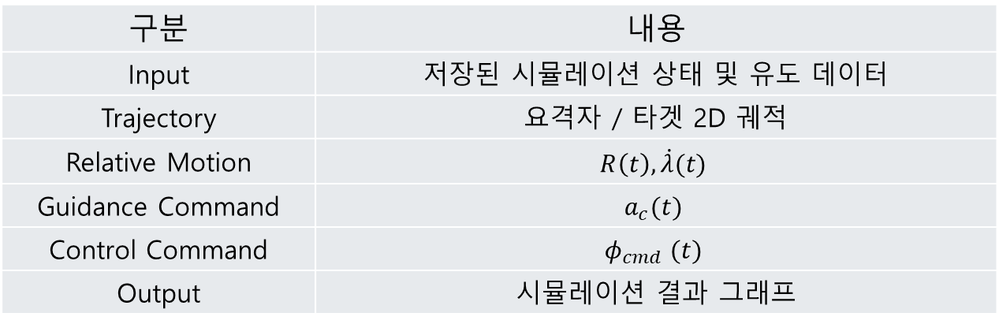 구분 내용
Input 저장된 시뮬레이션 상태 및 유도 데이터
Trajectory 요격자 / 타겟 2D 궤적
Relative Motion R(t), λ̇(t)
Guidance Command a_c(t)
Control Command ϕ_cmd (t)
Output 시뮬레이션 결과 그래프